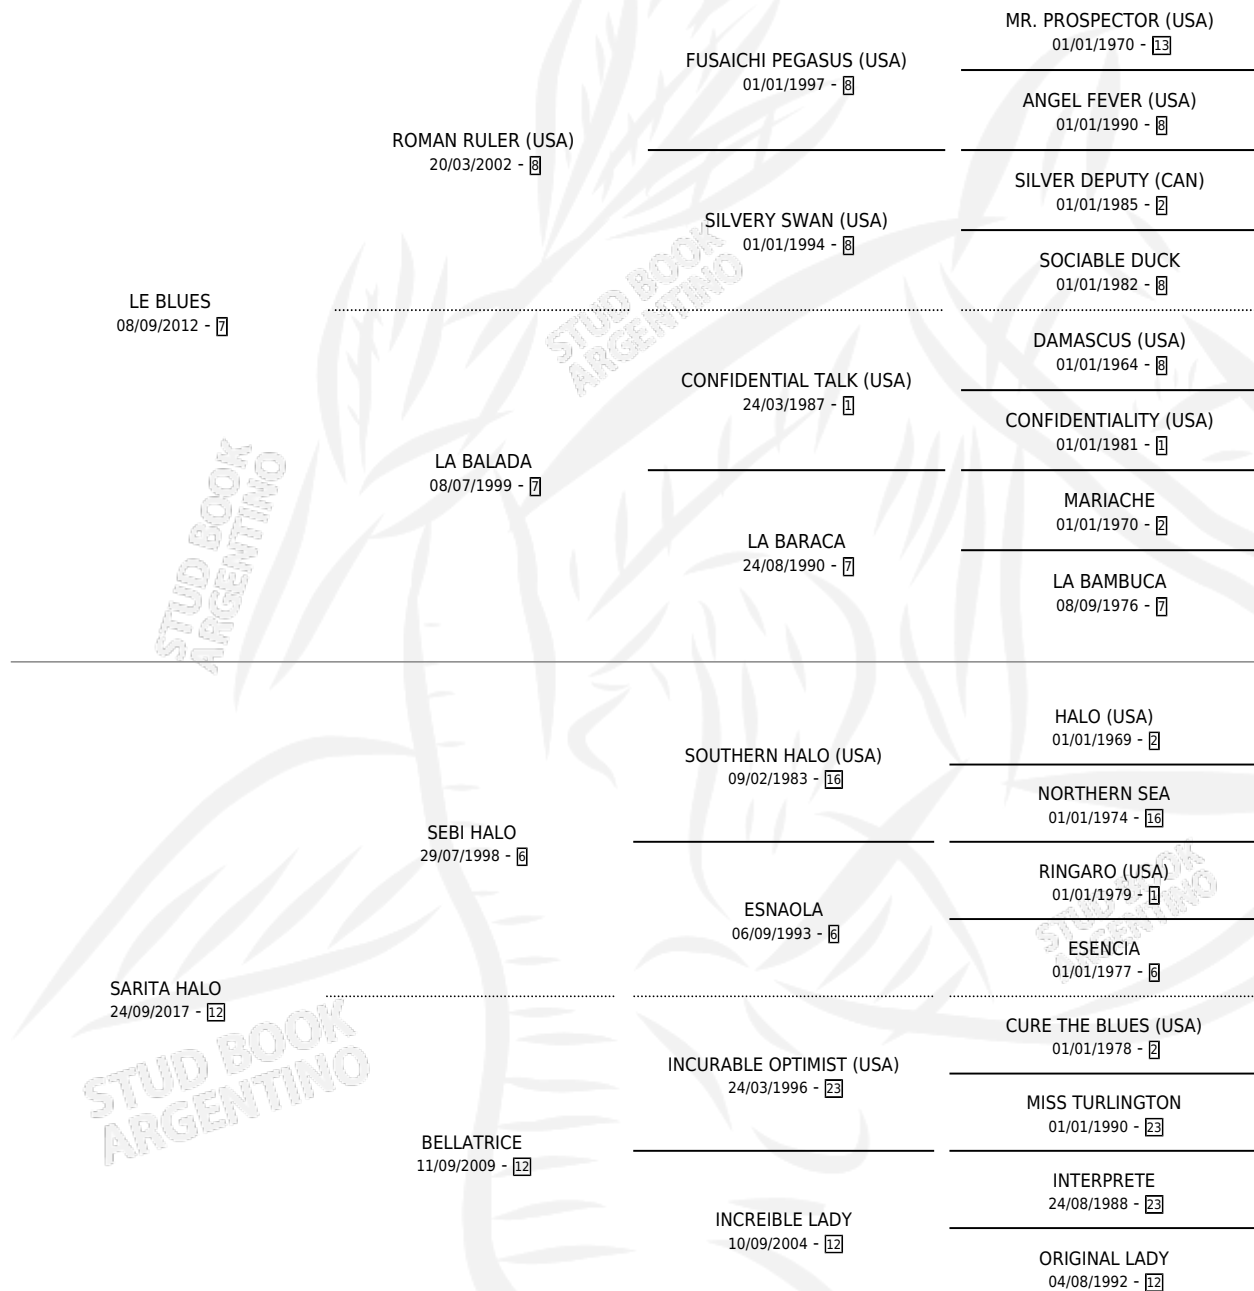 MR. PROSPECTOR (USA)
01/01/1970 - 13
FUSAICHI PEGASUS (USA)
01/01/1997 - 8
ANGEL FEVER (USA)
01/01/1990 - 8
ROMAN RULER (USA)
20/03/2002 - 8
SILVER DEPUTY (CAN)
01/01/1985 - 2
SILVERY SWAN (USA)
01/01/1994 - 8
SOCIABLE DUCK
01/01/1982 - 8
STUD BOOK
ARGENTINO
LE BLUES
08/09/2012 - 7
DAMASCUS (USA)
01/01/1964 - 8
CONFIDENTIAL TALK (USA)
24/03/1987 - 1
CONFIDENTIALITY (USA)
01/01/1981 - 1
LA BALADA
08/07/1999 - 7
MARIACHE
01/01/1970 - 2
LA BARACA
24/08/1990 - 7
LA BAMBUCA
08/09/1976 - 7
STUD BOOK
ARGENTINO
HALO (USA)
01/01/1969 - 2
SOUTHERN HALO (USA)
09/02/1983 - 16
NORTHERN SEA
01/01/1974 - 16
SEBI HALO
29/07/1998 - 6
RINGARO (USA)
01/01/1979 - 1
ESNAOLA
06/09/1993 - 6
ESENCIA
01/01/1977 - 6
STUD BOOK
ARGENTINO
SARITA HALO
24/09/2017 - 12
CURE THE BLUES (USA)
01/01/1978 - 2
INCURABLE OPTIMIST (USA)
24/03/1996 - 23
MISS TURLINGTON
01/01/1990 - 23
STUD BOOK
ARGENTINO
BELLATRICE
11/09/2009 - 12
INTERPRETE
24/08/1988 - 23
INCREIBLE LADY
10/09/2004 - 12
ORIGINAL LADY
04/08/1992 - 12